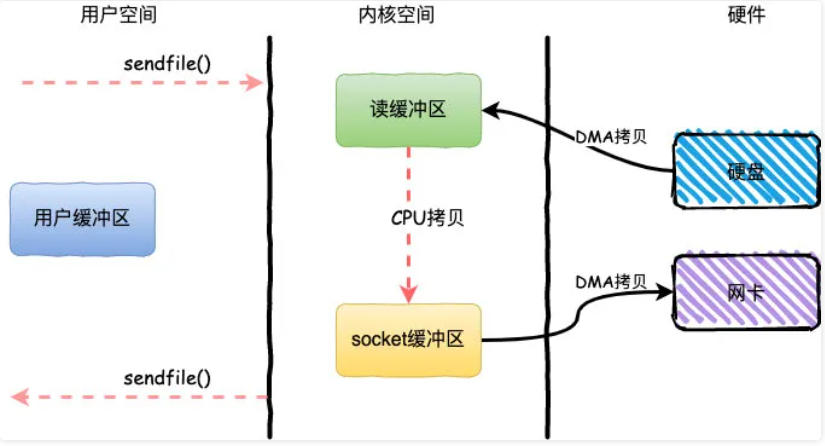 用户空间
内核空间
硬件
sendfile()
读缓冲区
DMA拷贝
硬盘
用户缓冲区
CPU拷贝
DMA拷贝
网卡
socket缓冲区
sendfile()